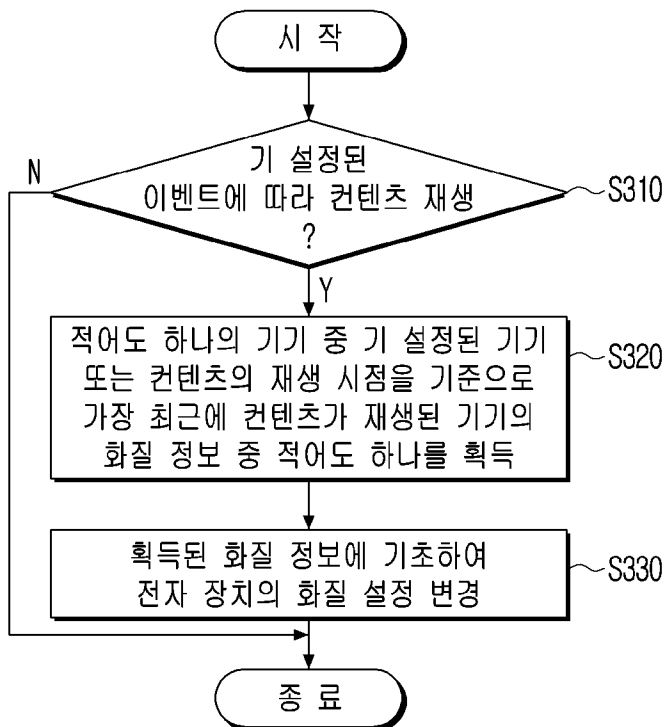 시 작
기 설정된
이벤트에 따라 컨텐츠 재생
?
S310
N
Y
적어도 하나의 기기 중 기 설정된 기기
또는 컨텐츠의 재생 시점을 기준으로
가장 최근에 컨텐츠가 재생된 기기의
화질 정보 중 적어도 하나를 획득
S320
획득된 화질 정보에 기초하여
전자 장치의 화질 설정 변경
S330
종 료